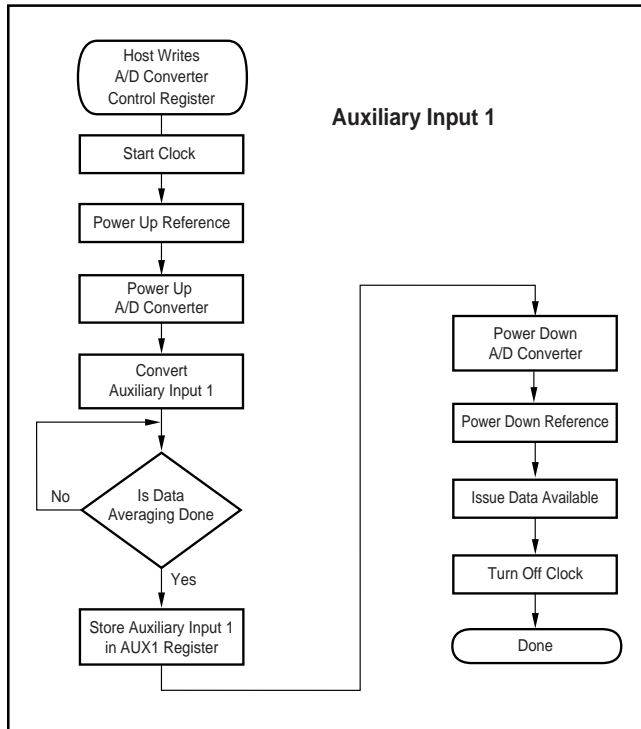 Host Writes
A/D Converter
Control Register
Auxiliary Input 1
Start Clock
Power Up Reference
Power Up
A/D Converter
Convert
Auxiliary Input 1
No
Is Data
Averaging Done
Yes
Store Auxiliary Input 1
in AUX1 Register
Power Down
A/D Converter
Power Down Reference
Issue Data Available
Turn Off Clock
Done